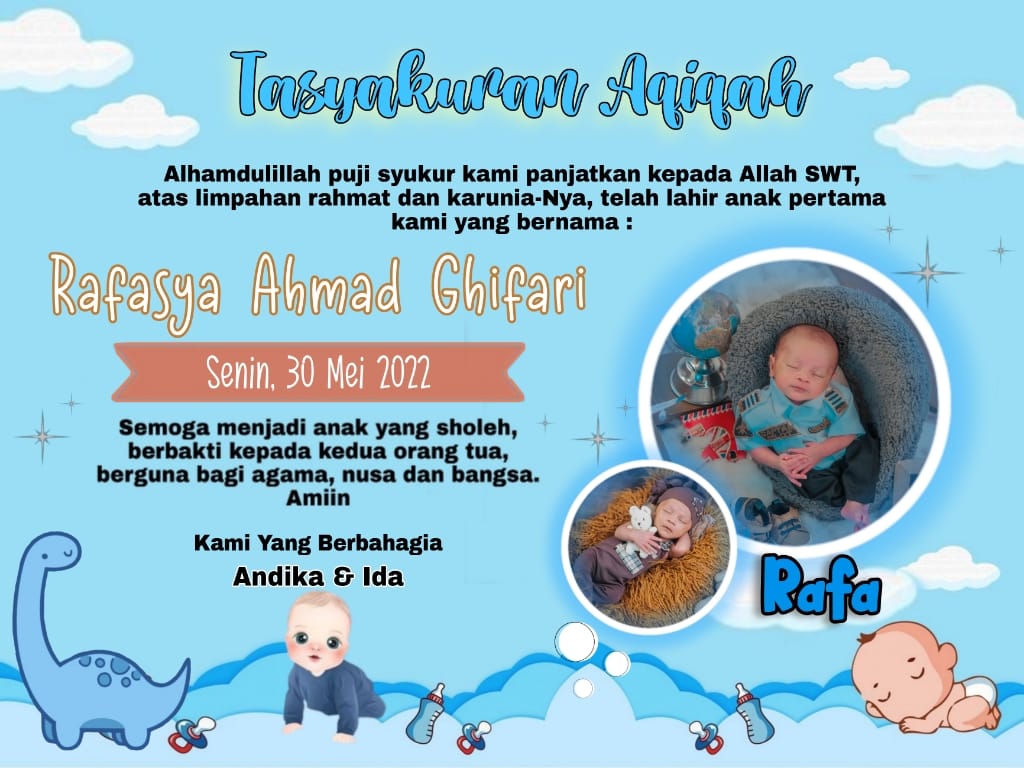 Tasyakuran Aqiqah
Alhamdulillah puji syukur kami panjatkan kepada Allah SWT,
atas limpahan rahmat dan karunia-Nya, telah lahir anak pertama
kami yang bernama :
Rafasya Ahmad Ghifari
Senin, 30 Mei 2022
Semoga menjadi anak yang sholeh,
berbakti kepada kedua orang tua,
berguna bagi agama, nusa dan bangsa.
Amiin
Kami Yang Berbahagia
Andika & Ida
Rafa